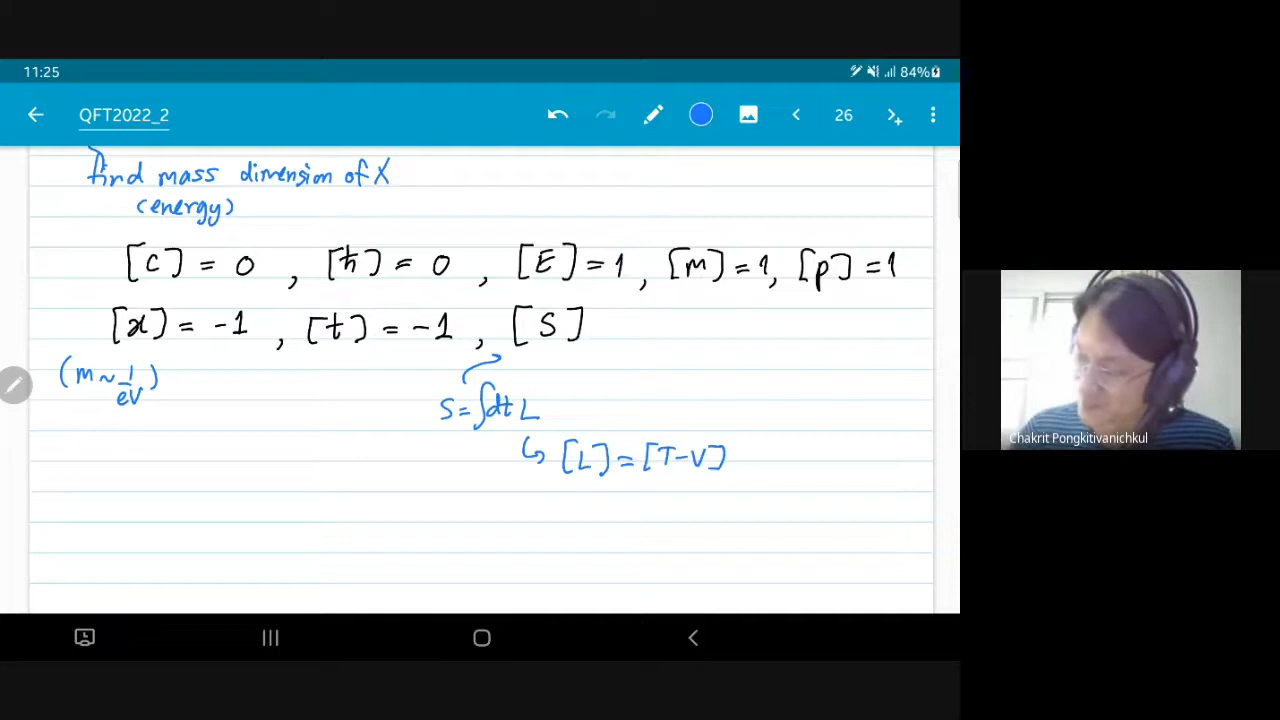 11:25
84%
QFT2022_2
26
find mass dimension of X
(energy)
[c] = 0 , [ħ] = 0 , [E] = 1 , [m] = 1 , [p] = 1
[x] = -1 , [t] = -1 , [S]
(m ~ 1/eV)
S = ∫dt L
↳ [L] = [T-V]
Chakrit Pongkitivanichkul